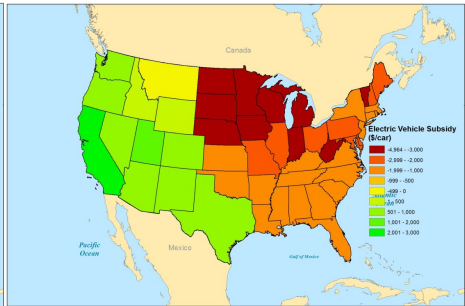 Canada
Electric Vehicle Subsidy
($/car)
-4,964 - -3,000
-2,999 - -2,000
-1,999 - -1,000
-999 - -500
-499 - 0
1 - 500
501 - 1,000
1,001 - 2,000
2,001 - 3,000
Pacific
Ocean
Mexico
Gulf of Mexico